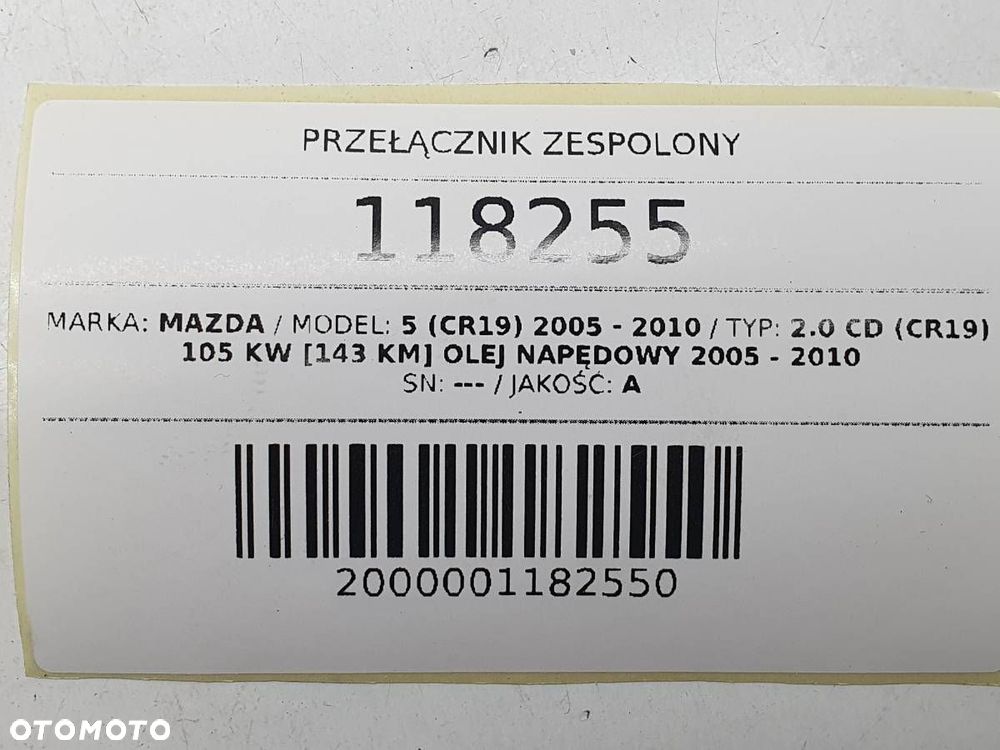 PRZEŁĄCZNIK ZESPOLONY
118255
MARKA: MAZDA / MODEL: 5 (CR19) 2005 - 2010 / TYP: 2.0 CD (CR19)
105 KW [143 KM] OLEJ NAPĘDOWY 2005 - 2010
SN: --- / JAKOŚĆ: A
2000001182550
OTOMOTO